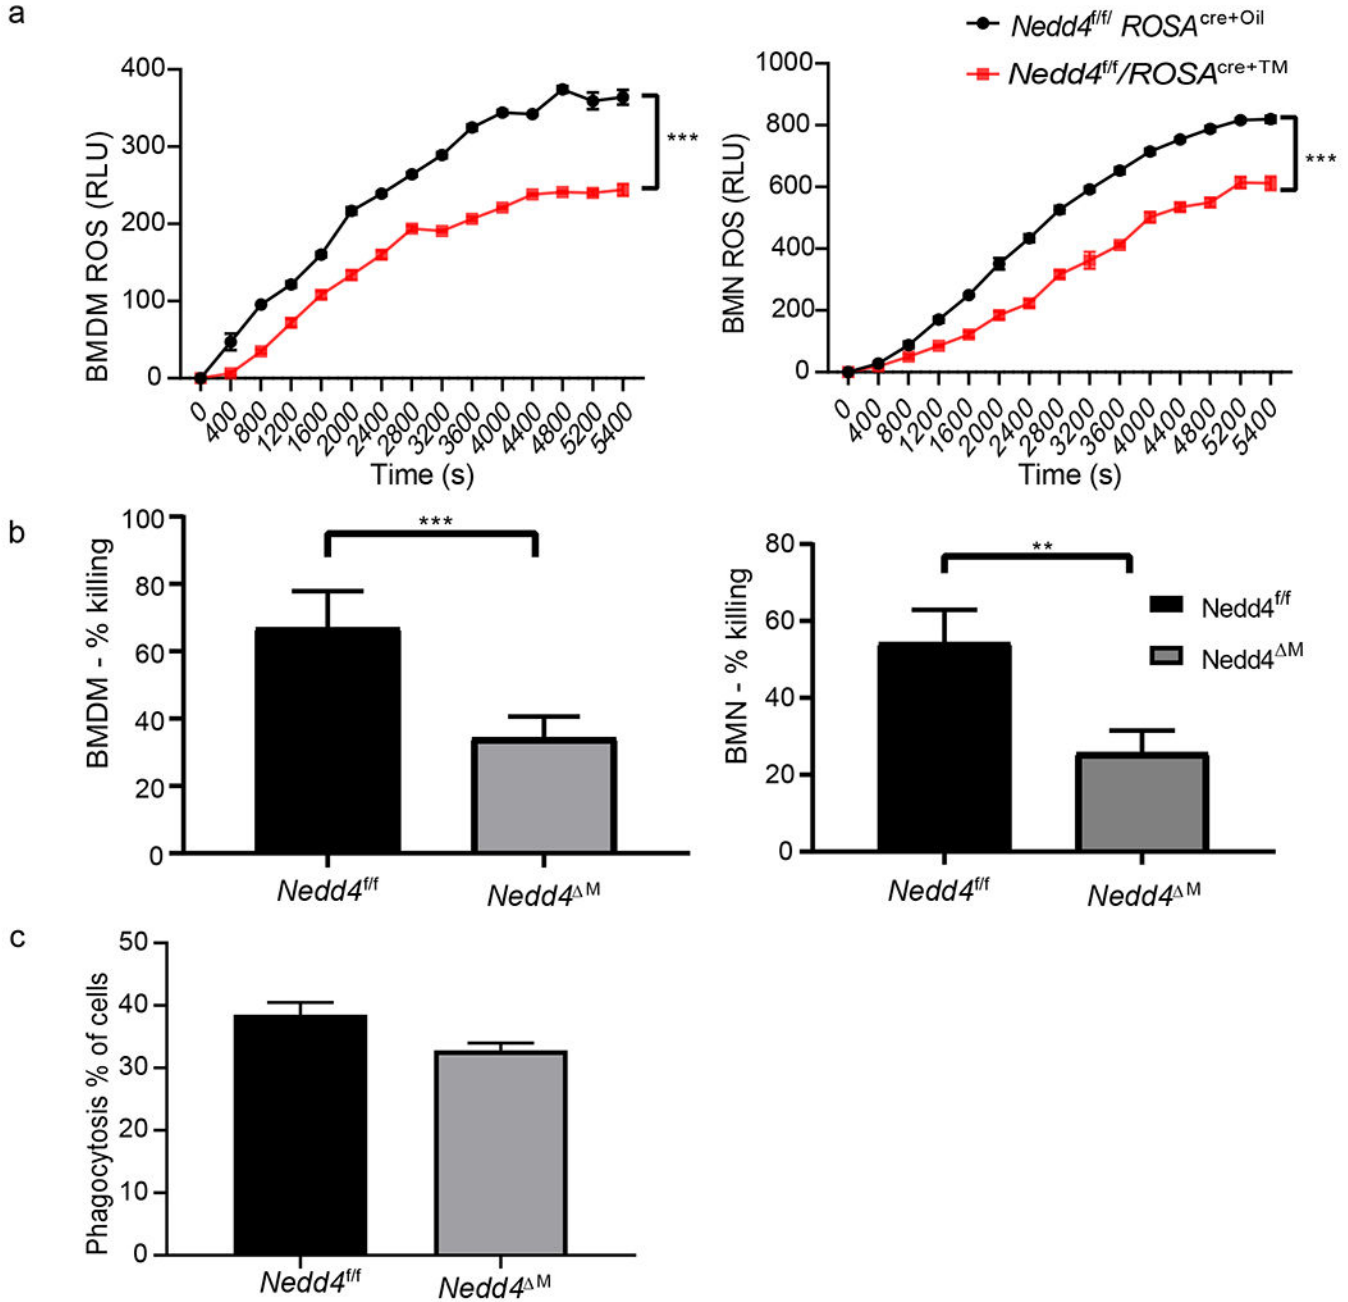 a
Nedd4f/f/ ROSAcre+Oil
Nedd4f/f/ROSAcre+TM
BMDM ROS (RLU)
400
300
200
100
0
***
0 400 800 1200 1600 2000 2400 2800 3200 3600 4000 4400 4800 5200 5400
Time (s)
BMN ROS (RLU)
1000
800
600
400
200
0
***
0 400 800 1200 1600 2000 2400 2800 3200 3600 4000 4400 4800 5200 5400
Time (s)
b
BMDM - % killing
100
80
60
40
20
0
***
Nedd4f/f
Nedd4ΔM
BMN - % killing
80
60
40
20
0
**
Nedd4f/f
Nedd4ΔM
Nedd4f/f
Nedd4ΔM
c
Phagocytosis % of cells
50
40
30
20
10
0
Nedd4f/f
Nedd4ΔM